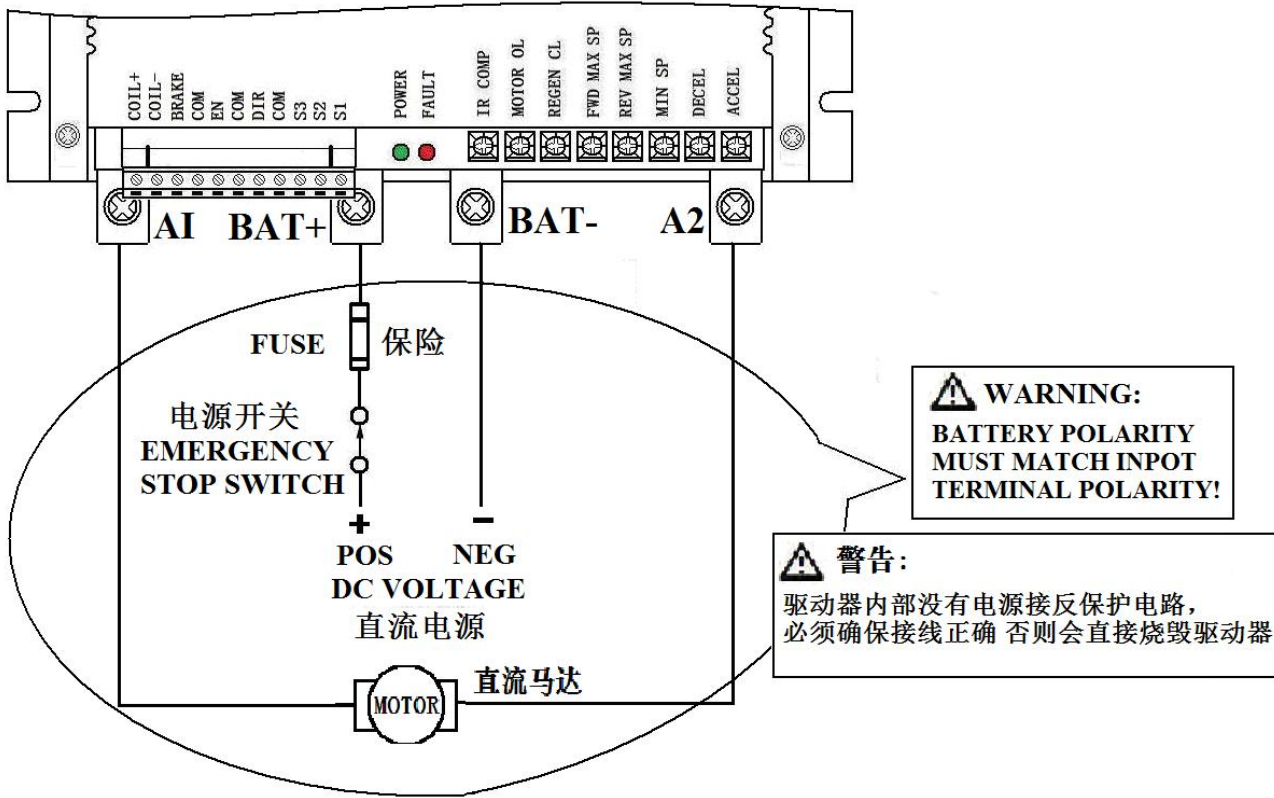 COIL+
COIL-
BRAKE
COM
EN
COM
DIR
COM
S3
S2
S1
POWER
FAULT
IR COMP
MOTOR OL
REGEN CL
FWD MAX SP
REV MAX SP
MIN SP
DECEL
ACCEL
AI
BAT+
BAT-
A2
FUSE 保险
电源开关
EMERGENCY
STOP SWITCH
+ -
POS NEG
DC VOLTAGE
直流电源
MOTOR
直流马达
WARNING:
BATTERY POLARITY
MUST MATCH INPOT
TERMINAL POLARITY!
警告:
驱动器内部没有电源接反保护电路,
必须确保接线正确 否则会直接烧毁驱动器